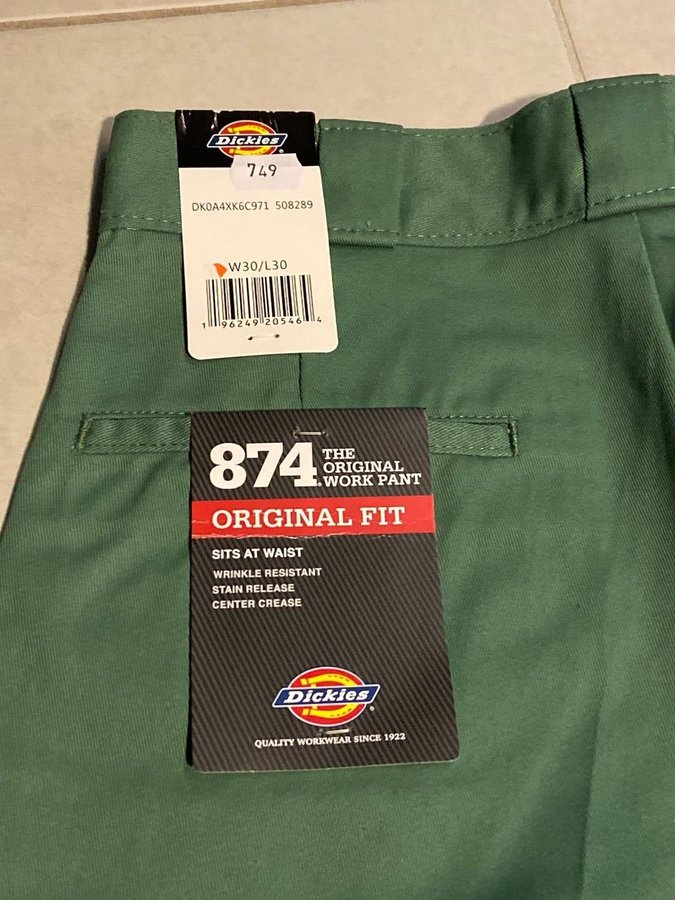 Dickies
749
DK0A4XK6C971 508289
W30/L30
1 96249 20546 4
874 THE
ORIGINAL
WORK PANT
ORIGINAL FIT
SITS AT WAIST
WRINKLE RESISTANT
STAIN RELEASE
CENTER CREASE
Dickies
QUALITY WORKWEAR SINCE 1922